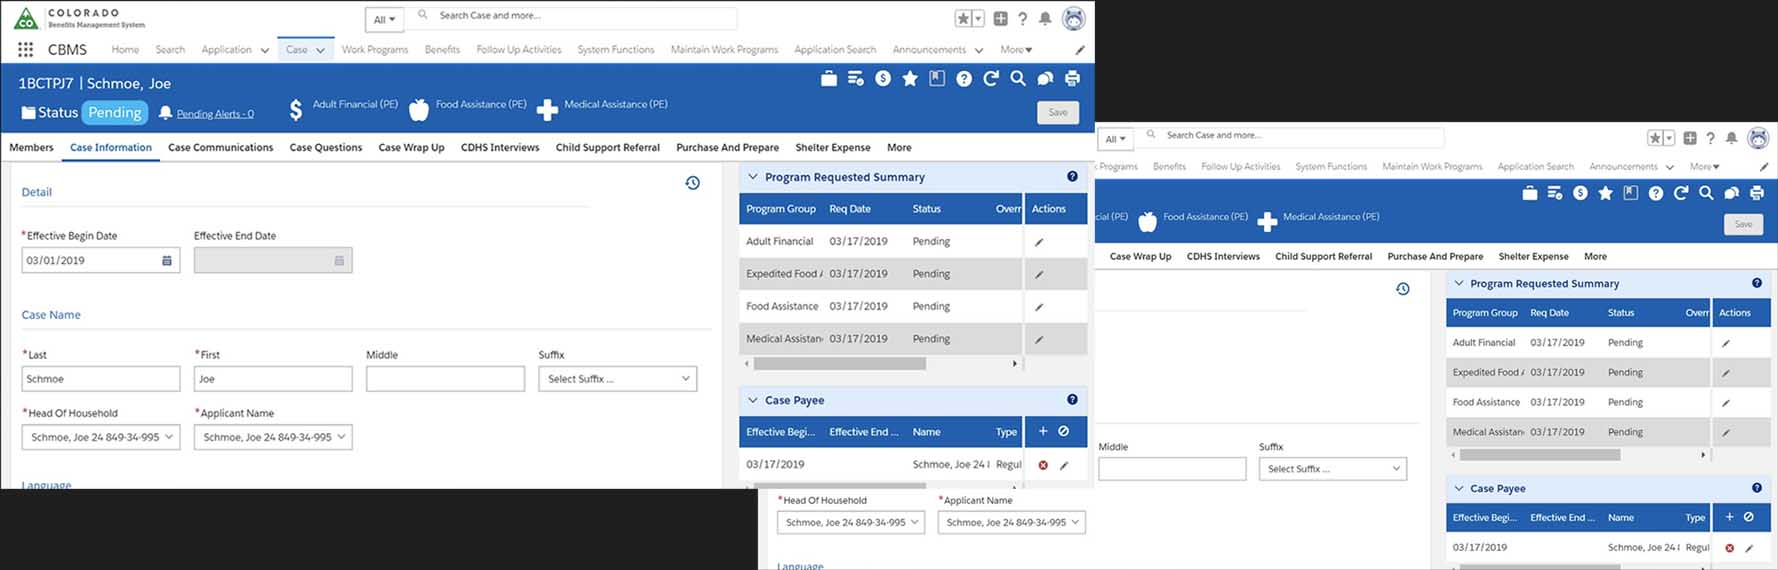 COLORADO
Benefits Management System
All
Search Case and more...
CBMS
Home Search Application Case Work Programs Benefits Follow Up Activities System Functions Maintain Work Programs Application Search Announcements More
1BCTPJ7 | Schmoe, Joe
Status Pending Pending Alerts - 0 Adult Financial (PE) Food Assistance (PE) Medical Assistance (PE) Save
Members Case Information Case Communications Case Questions Case Wrap Up CDHS Interviews Child Support Referral Purchase And Prepare Shelter Expense More
Detail
*Effective Begin Date Effective End Date
03/01/2019
Case Name
*Last *First Middle Suffix
Schmoe Joe Select Suffix ...
*Head Of Household *Applicant Name
Schmoe, Joe 24 849-34-995 Schmoe, Joe 24 849-34-995
Language
Program Requested Summary
Program Group Req Date Status Overr Actions
Adult Financial 03/17/2019 Pending
Expedited Food 03/17/2019 Pending
Food Assistance 03/17/2019 Pending
Medical Assistan 03/17/2019 Pending
Case Payee
Effective Begi... Effective End ... Name Type
03/17/2019 Schmoe, Joe 24 Regul
All
Search Case and more...
k Programs Benefits Follow Up Activities System Functions Maintain Work Programs Application Search Announcements More
cial (PE) Food Assistance (PE) Medical Assistance (PE) Save
Case Wrap Up CDHS Interviews Child Support Referral Purchase And Prepare Shelter Expense More
Middle Suffix
Select Suffix ...
*Head Of Household *Applicant Name
Schmoe, Joe 24 849-34-995 Schmoe, Joe 24 849-34-995
Language
Program Requested Summary
Program Group Req Date Status Overr Actions
Adult Financial 03/17/2019 Pending
Expedited Food 03/17/2019 Pending
Food Assistance 03/17/2019 Pending
Medical Assistan 03/17/2019 Pending
Case Payee
Effective Begi... Effective End ... Name Type
03/17/2019 Schmoe, Joe 24 Regul